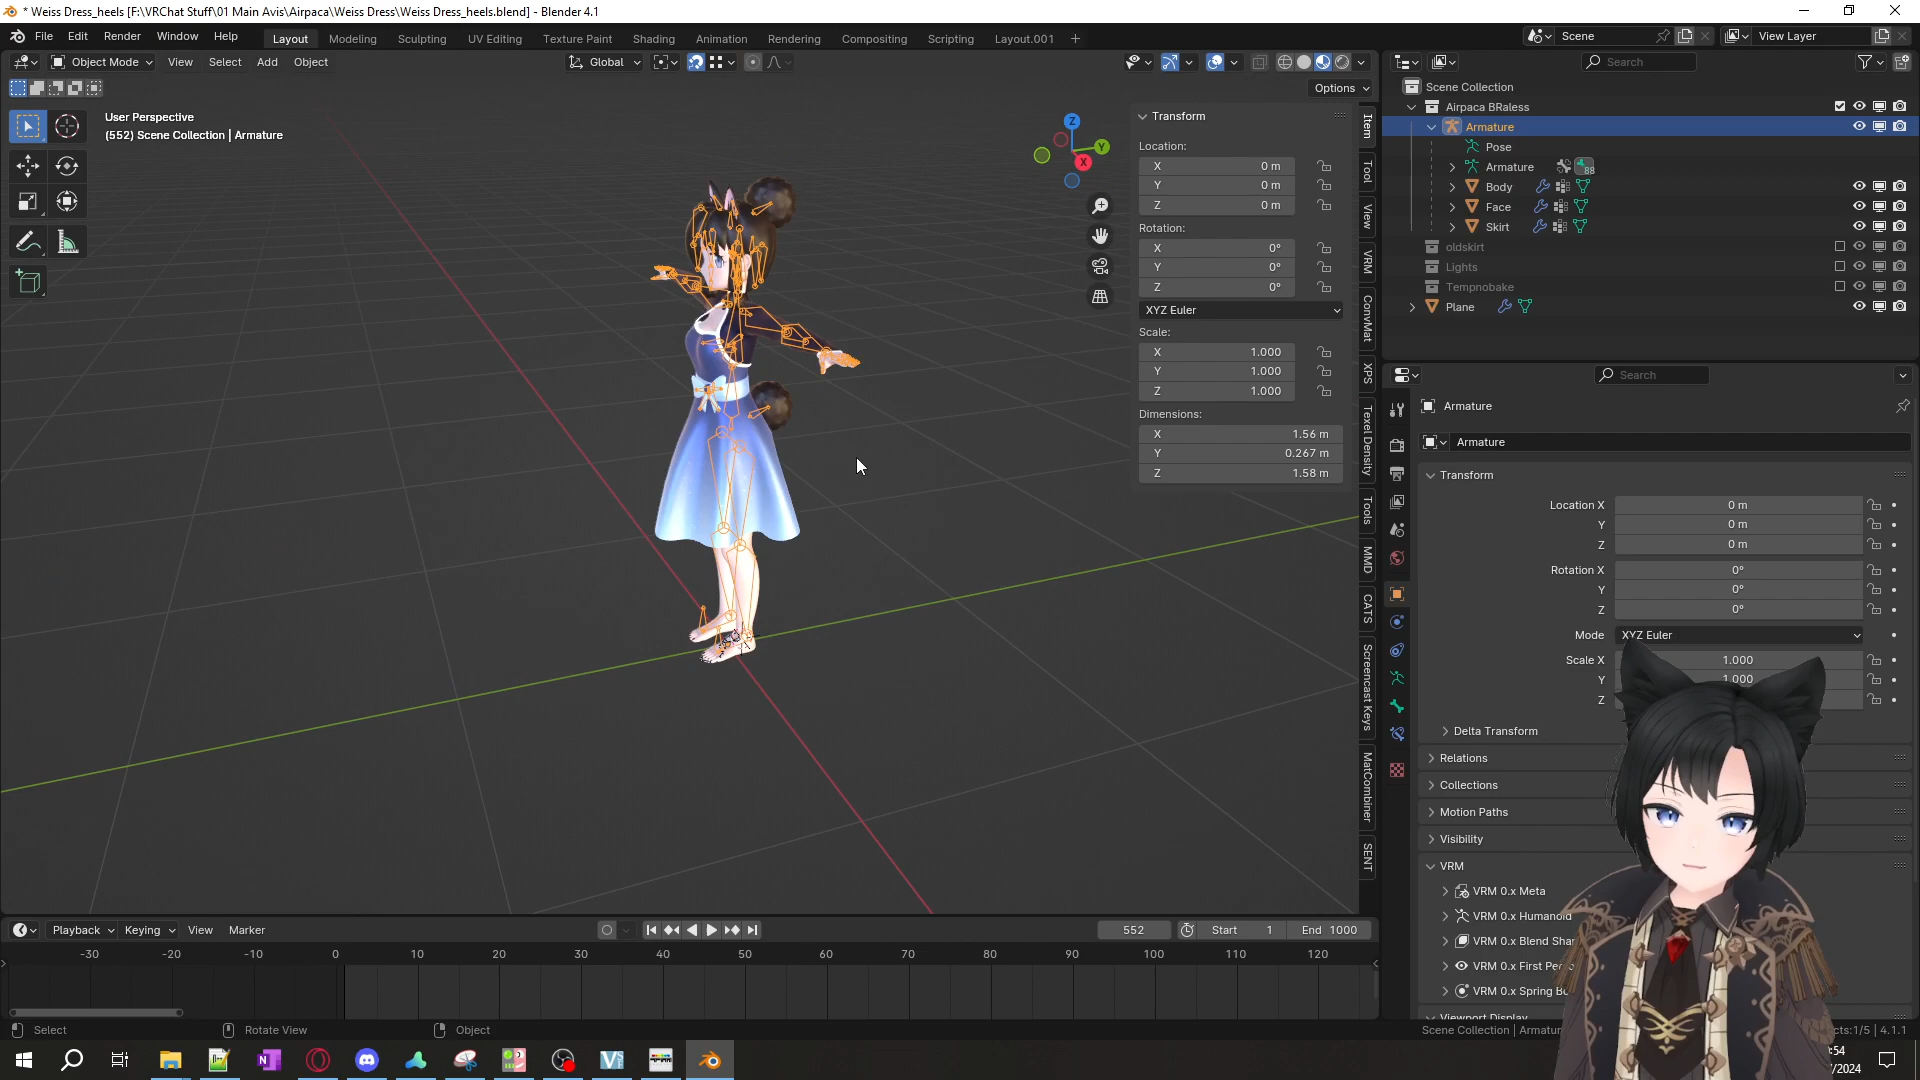 * Weiss Dress_heels [F:\VRChat Stuff\01 Main Avis\Airpaca\Weiss Dress\Weiss Dress_heels.blend] - Blender 4.1
File Edit Render Window Help
Layout Modeling Sculpting UV Editing Texture Paint Shading Animation Rendering Compositing Scripting Layout.001 +
Scene
View Layer
Object Mode View Select Add Object
Global
Options
User Perspective
(552) Scene Collection | Armature
Z
Y
X
Transform
Location:
X 0 m
Y 0 m
Z 0 m
Rotation:
X 0°
Y 0°
Z 0°
XYZ Euler
Scale:
X 1.000
Y 1.000
Z 1.000
Dimensions:
X 1.56 m
Y 0.267 m
Z 1.58 m
Item
Tool
View
VRM
ConvMat
XPS
Texel Density
Tools
MMD
CATS
Screencast Keys
MatCombiner
SENT
Search
Scene Collection
Airpaca BRaless
Armature
Pose
Armature 88
Body
Face
Skirt
oldskirt
Lights
Tempnobake
Plane
Search
Armature
Armature
Transform
Location X 0 m
Y 0 m
Z 0 m
Rotation X 0°
Y 0°
Z 0°
Mode XYZ Euler
Scale X 1.000
Y 1.000
Z
Delta Transform
Relations
Collections
Motion Paths
Visibility
VRM
VRM 0.x Meta
VRM 0.x Humanoid
VRM 0.x Blend Shar
VRM 0.x First Pe
VRM 0.x Spring B
Viewport Display
Playback Keying View Marker
552 Start 1 End 1000
-30 -20 -10 0 10 20 30 40 50 60 70 80 90 100 110 120
Select Rotate View Object
Scene Collection | Armatur
cts:1/5 | 4.1.1
:54
/2024